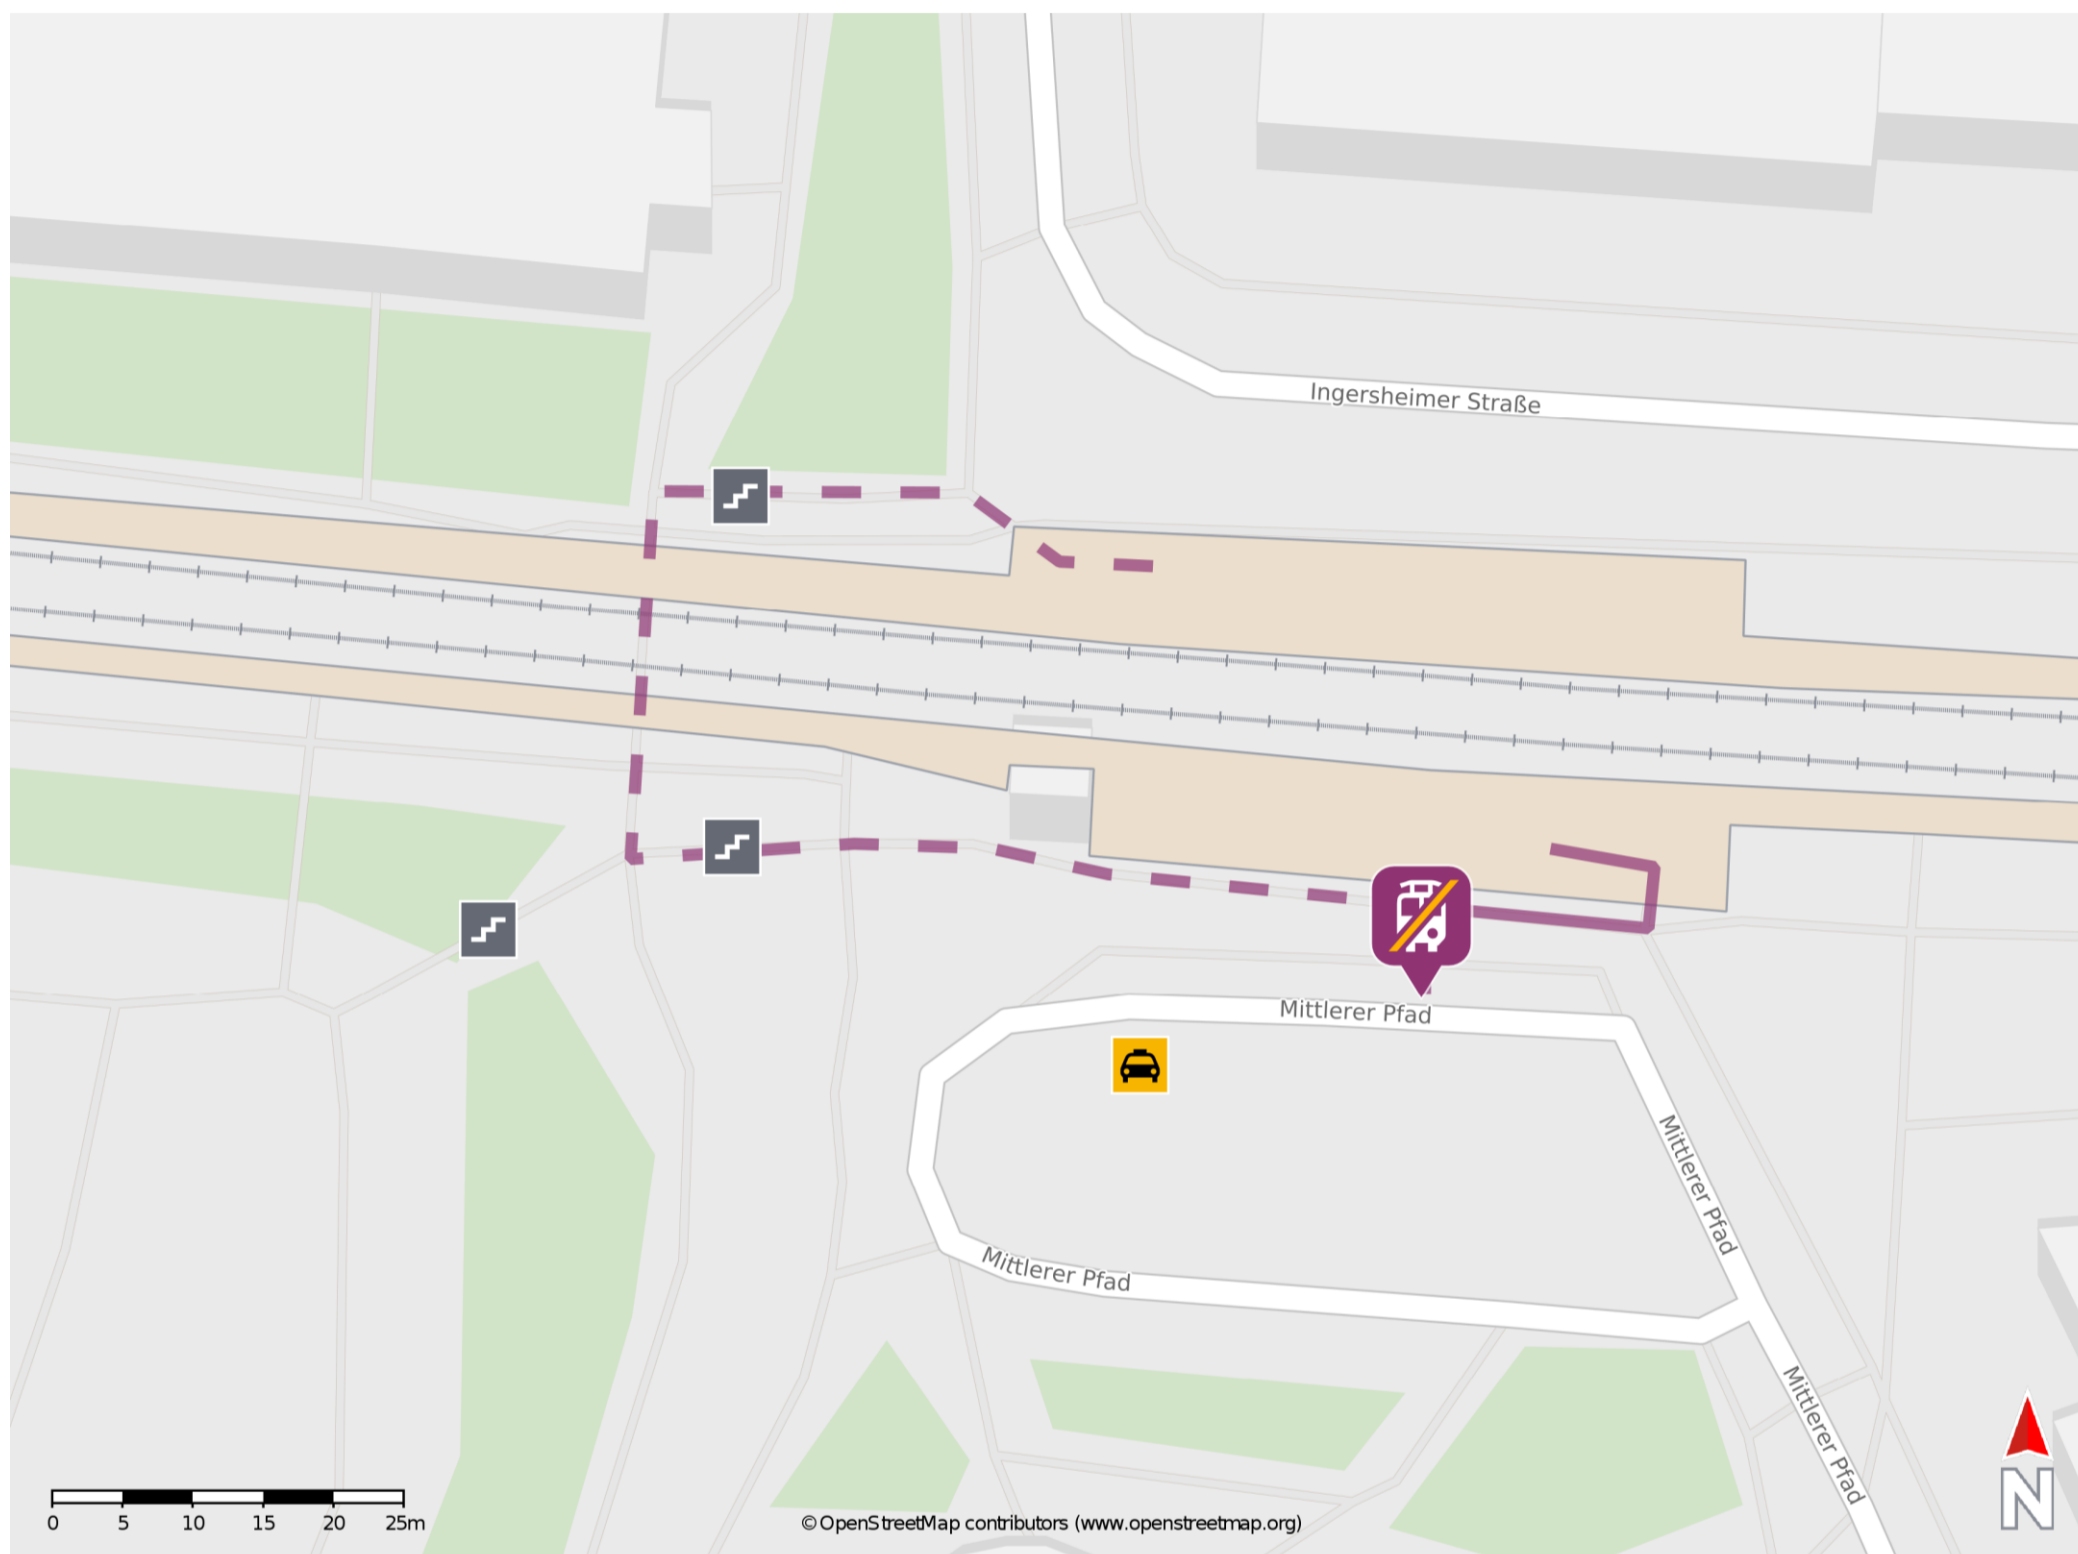 Ingersheimer Straße
Mittlerer Pfad
Mittlerer Pfad
Mittlerer Pfad
Mittlerer Pfad
0 5 10 15 20 25m
©OpenStreetMap contributors (www.openstreetmap.org)
N